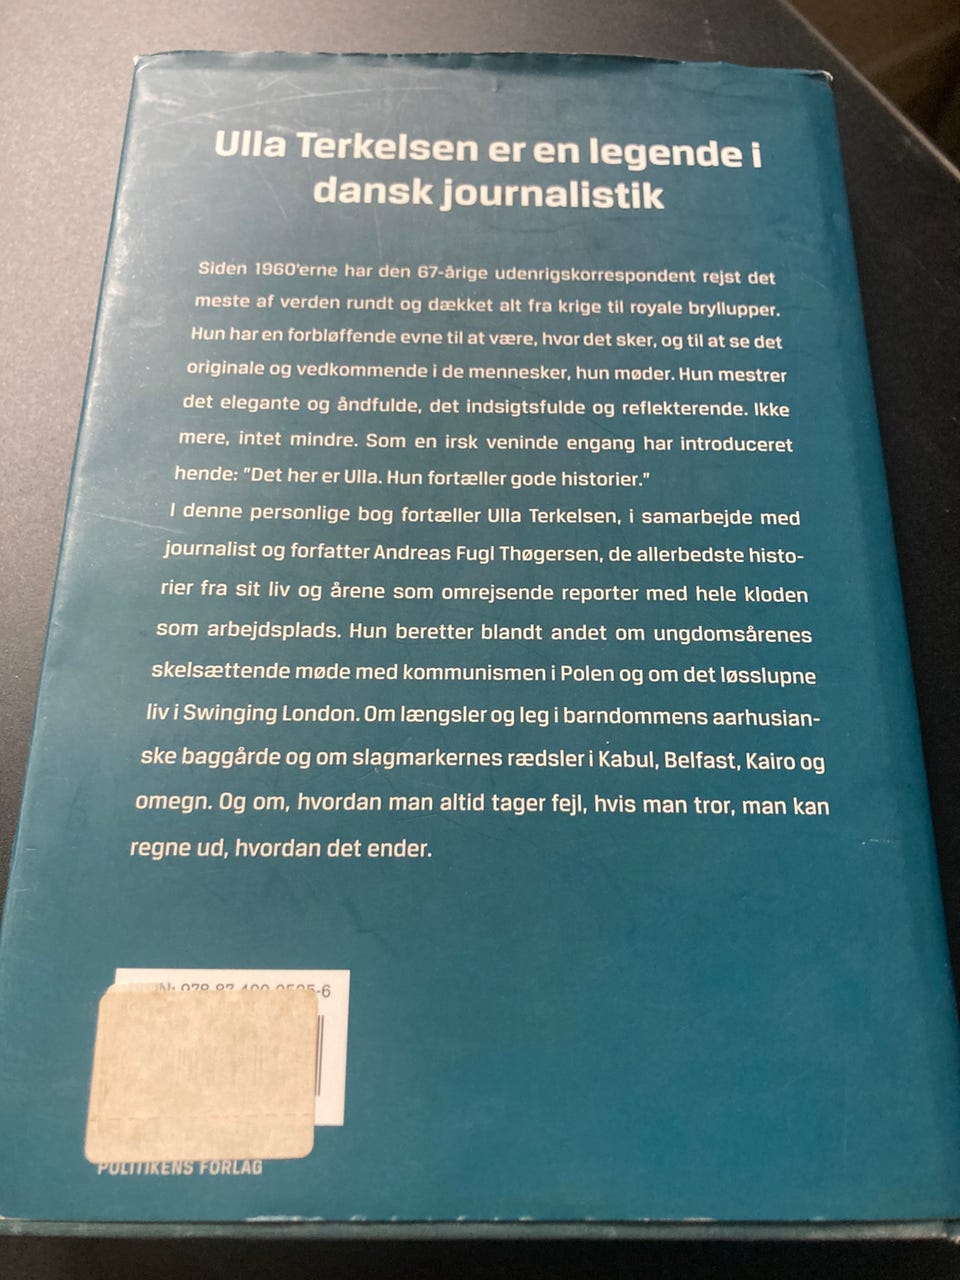 Ulla Terkelsen er en legende i
dansk journalistik
Siden 1960'erne har den 67-årige udenrigskorrespondent rejst det
meste af verden rundt og dækket alt fra krige til royale bryllupper.
Hun har en forbløffende evne til at være, hvor det sker, og til at se det
originale og vedkommende i de mennesker, hun møder. Hun mestrer
det elegante og åndfulde, det indsigtsfulde og reflekterende. Ikke
mere, intet mindre. Som en irsk veninde engang har introduceret
hende: "Det her er Ulla. Hun fortæller gode historier."
I denne personlige bog fortæller Ulla Terkelsen, i samarbejde med
journalist og forfatter Andreas Fugl Thøgersen, de allerbedste histo-
rier fra sit liv og årene som omrejsende reporter med hele kloden
som arbejdsplads. Hun beretter blandt andet om ungdomsårenes
skelsættende møde med kommunismen i Polen og om det løsslupne
liv i Swinging London. Om længsler og leg i barndommens aarhusian-
ske baggårde og om slagmarkernes rædsler i Kabul, Belfast, Kairo og
omegn. Og om, hvordan man altid tager fejl, hvis man tror, man kan
regne ud, hvordan det ender.
POLITIKENS FORLAG